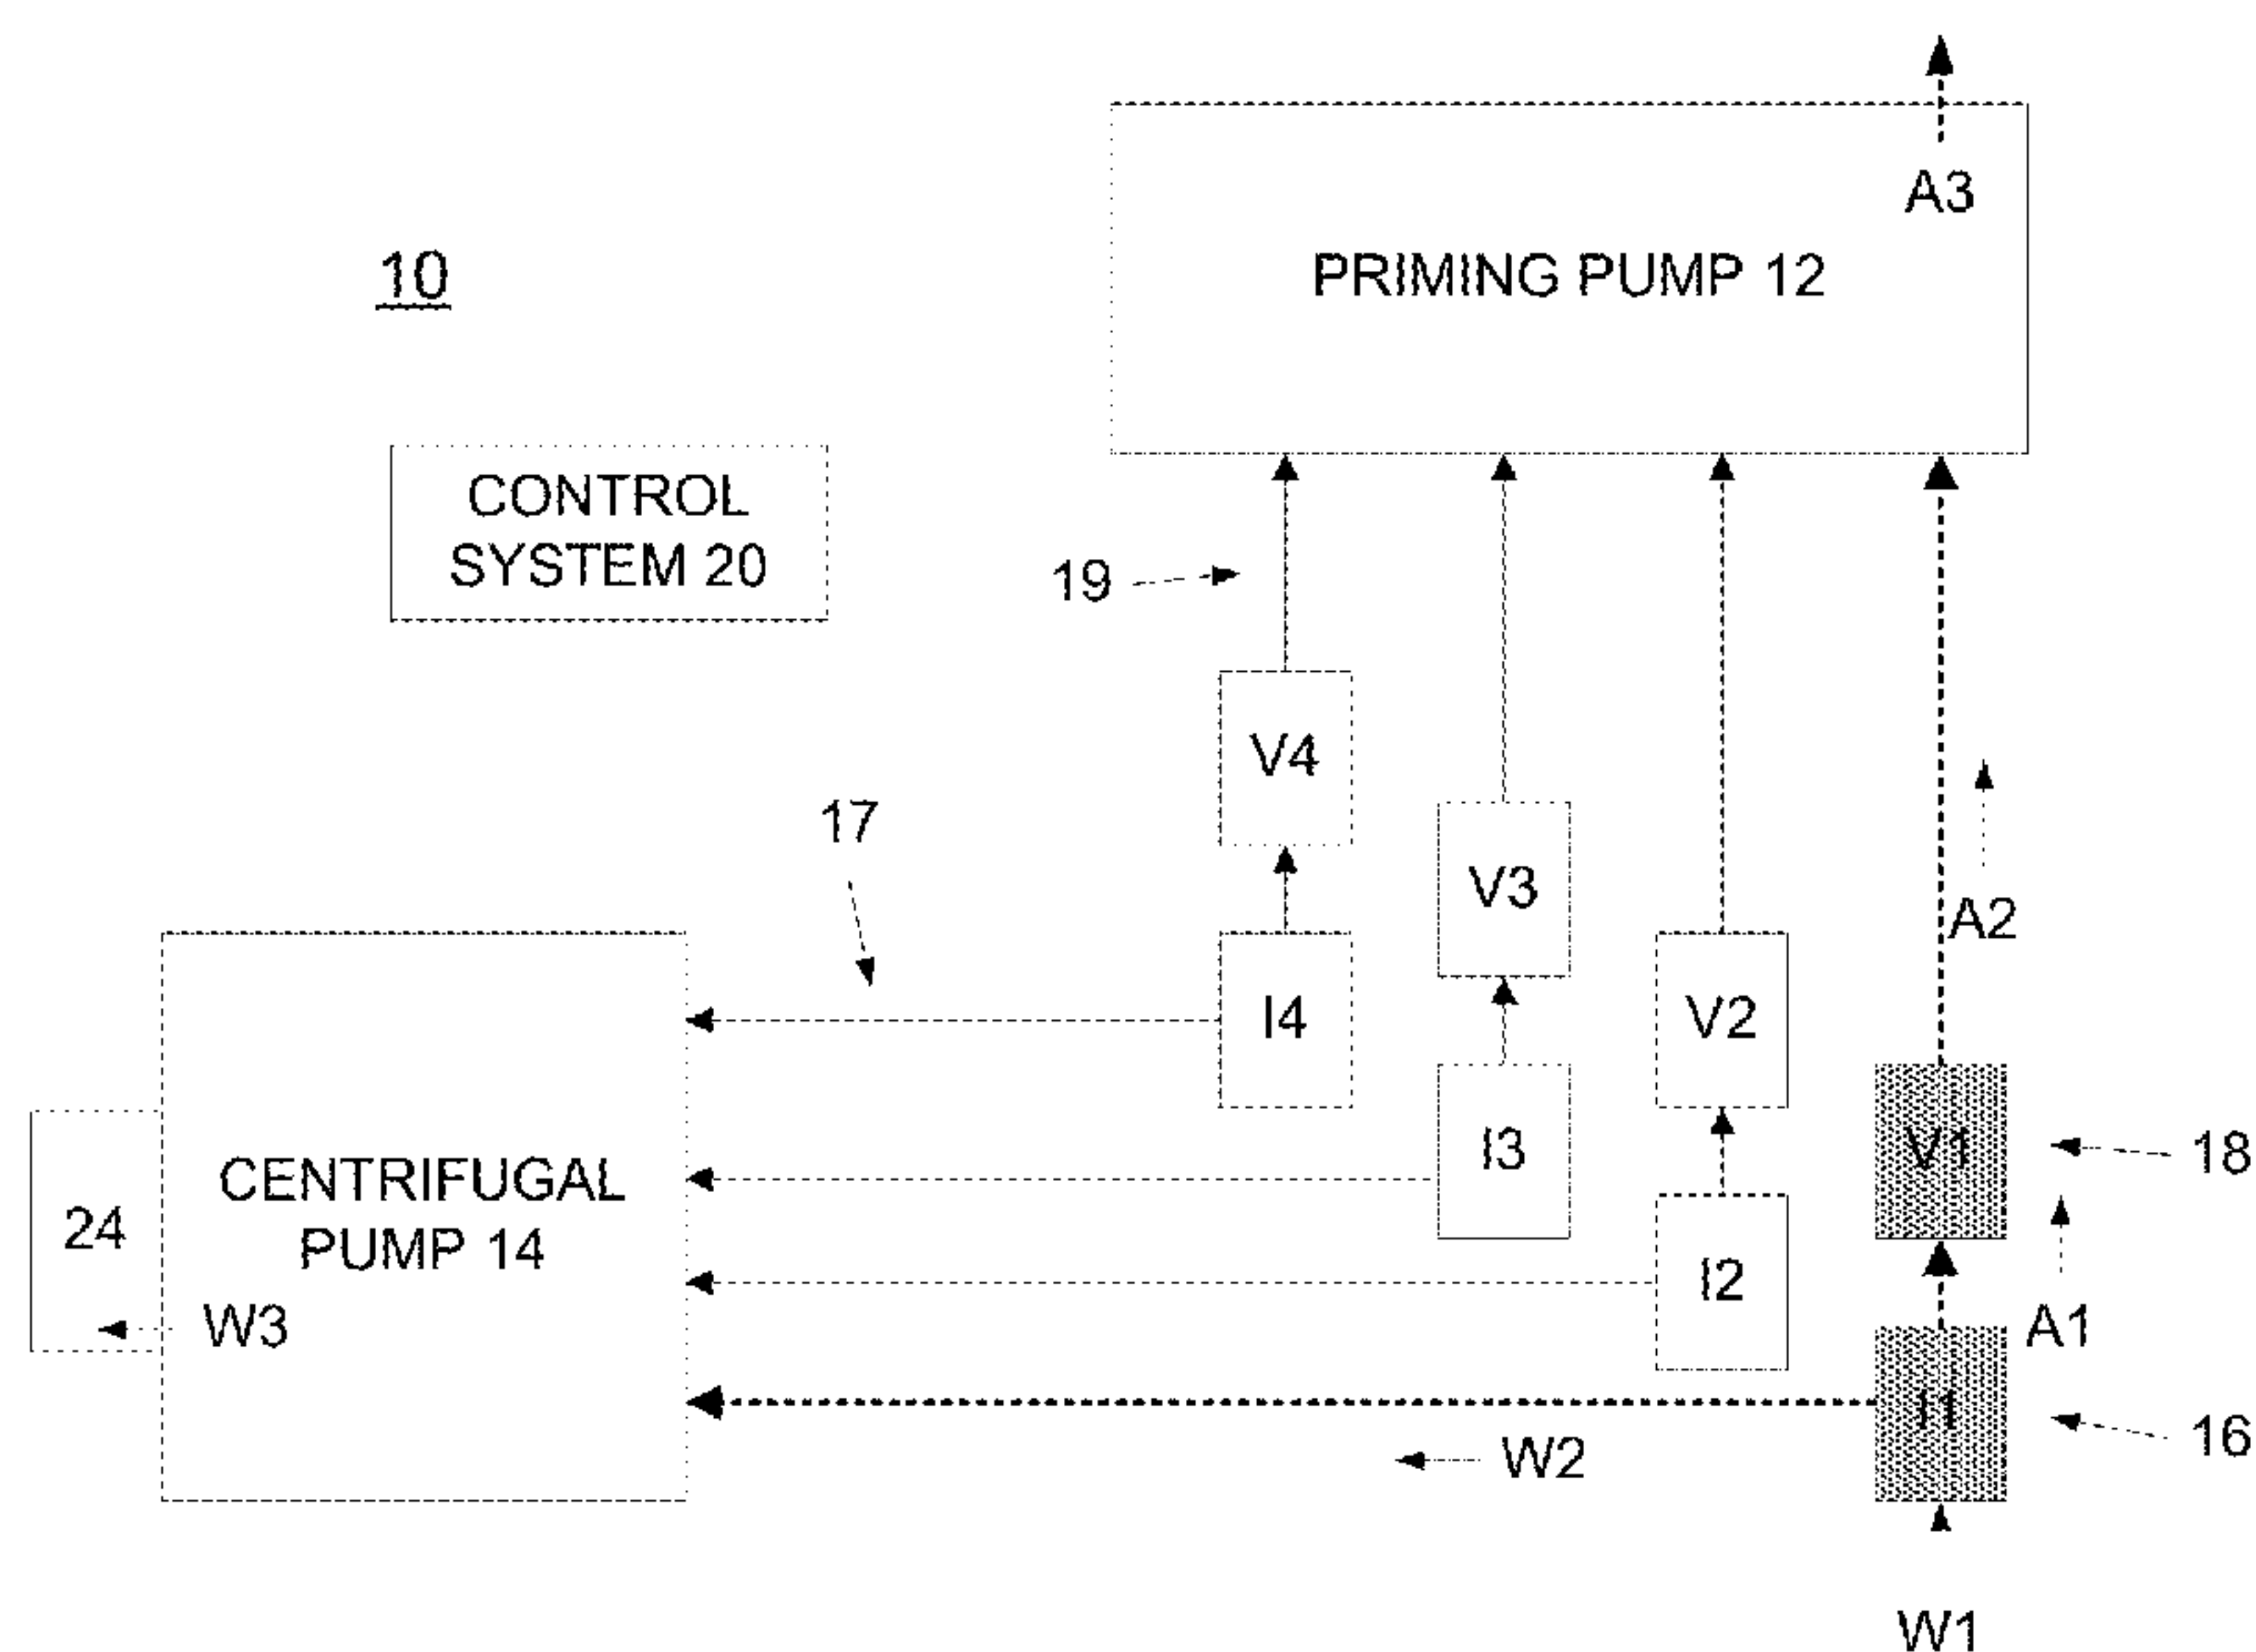 A3
PRIMING PUMP 12
10
CONTROL
SYSTEM 20
19
V4
17
V3
A2
V2
I4
I3
V1
18
CENTRIFUGAL
PUMP 14
24
I2
W3
A1
I1
16
W2
W1